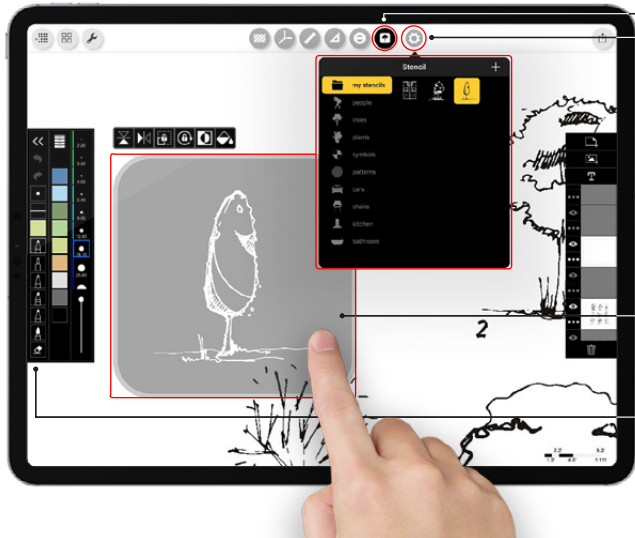 Stencil
my stencils
people
trees
plants
symbols
patterns
cars
chairs
kitchen
bathroom
2